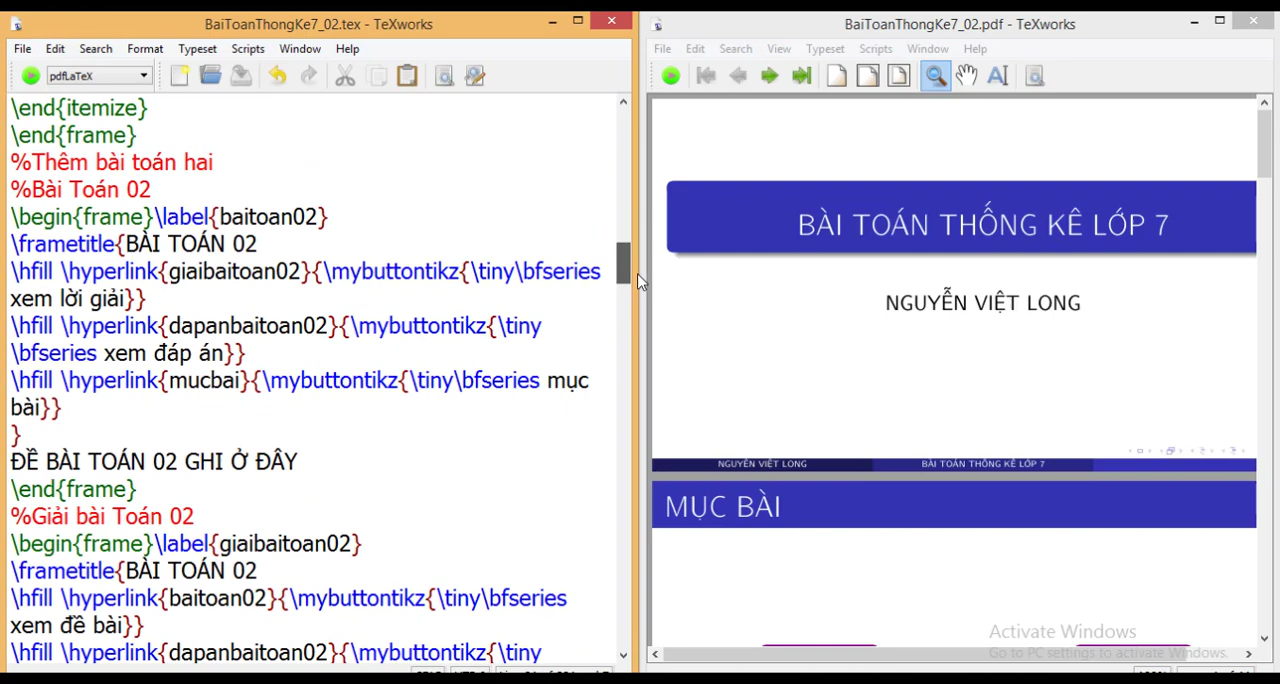 BaiToanThongKe7_02.tex - TeXworks
File Edit Search Format Typeset Scripts Window Help
pdfLaTeX
\end{itemize}
\end{frame}
%Thêm bài toán hai
%Bài Toán 02
\begin{frame}\label{baitoan02}
\frametitle{BÀI TOÁN 02
\hfill \hyperlink{giaibaitoan02}{\mybuttontikz{\tiny\bfseries
xem lời giải}}
\hfill \hyperlink{dapanbaitoan02}{\mybuttontikz{\tiny
\bfseries xem đáp án}}
\hfill \hyperlink{mucbai}{\mybuttontikz{\tiny\bfseries mục
bài}}
}
ĐỀ BÀI TOÁN 02 GHI Ở ĐÂY
\end{frame}
%Giải bài Toán 02
\begin{frame}\label{giaibaitoan02}
\frametitle{BÀI TOÁN 02
\hfill \hyperlink{baitoan02}{\mybuttontikz{\tiny\bfseries
xem đề bài}}
\hfill \hyperlink{dapanbaitoan02}{\mybuttontikz{\tiny
BaiToanThongKe7_02.pdf - TeXworks
File Edit Search View Typeset Scripts Window Help
BÀI TOÁN THỐNG KÊ LỚP 7
NGUYỄN VIỆT LONG
NGUYỄN VIỆT LONG BÀI TOÁN THỐNG KÊ LỚP 7
MỤC BÀI
Activate Windows
Go to PC settings to activate Windows.